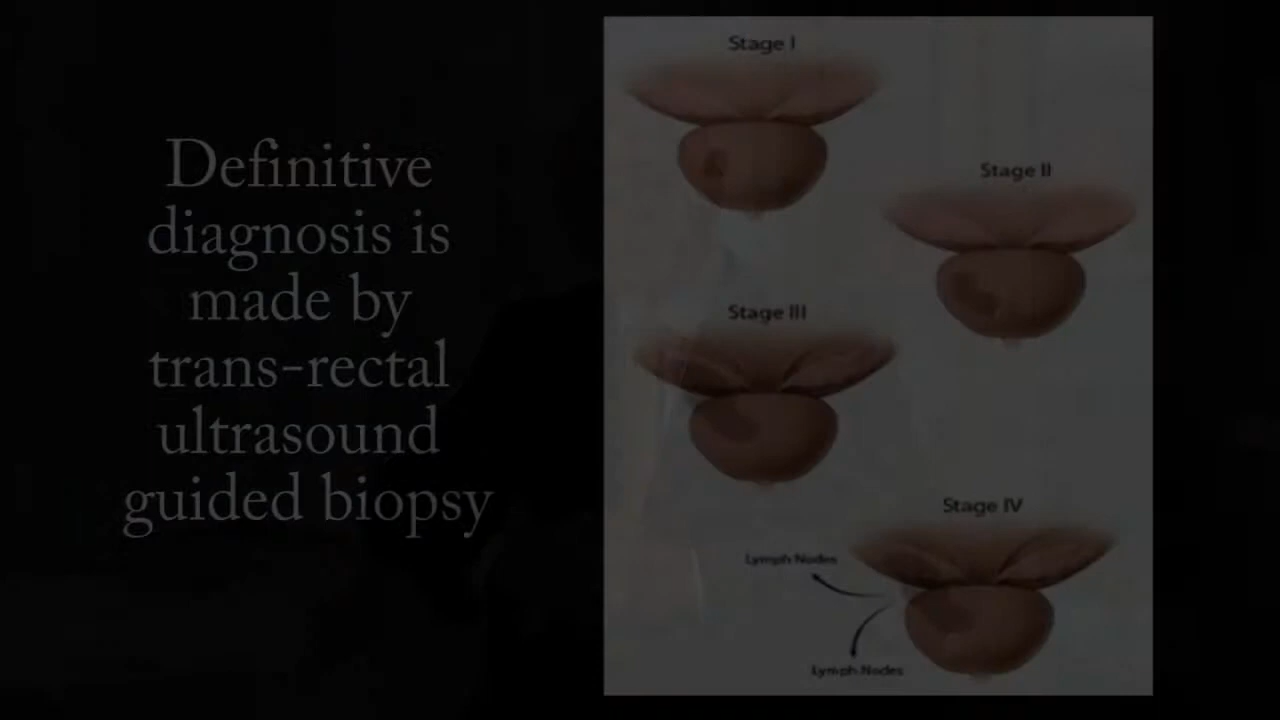 Definitive
diagnosis is
made by
trans-rectal
ultrasound
guided biopsy
Stage I
Stage II
Stage III
Stage IV
Lymph Nodes
Lymph Nodes